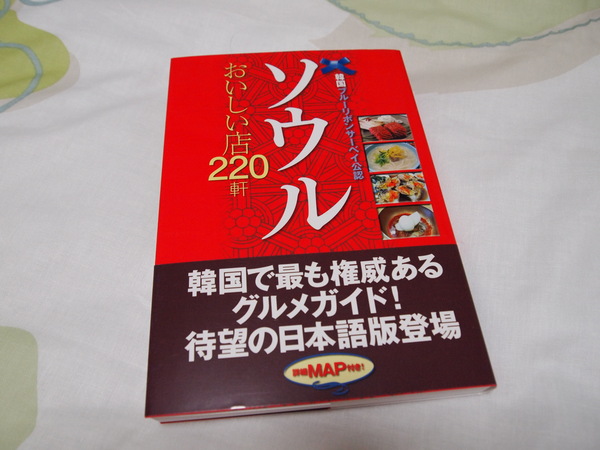 韓国ブルーリボンサーベイ公認
ソウル
おいしい店
220軒
韓国で最も権威ある
グルメガイド!
待望の日本語版登場
詳細MAP付き!